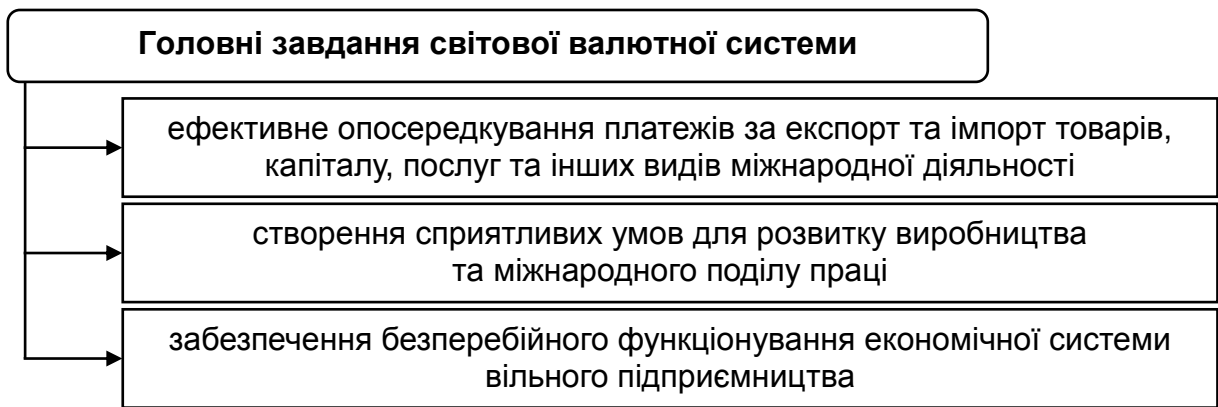 Головні завдання світової валютної системи
ефективне опосередкування платежів за експорт та імпорт товарів,
капіталу, послуг та інших видів міжнародної діяльності
створення сприятливих умов для розвитку виробництва
та міжнародного поділу праці
забезпечення безперебійного функціонування економічної системи
вільного підприємництва